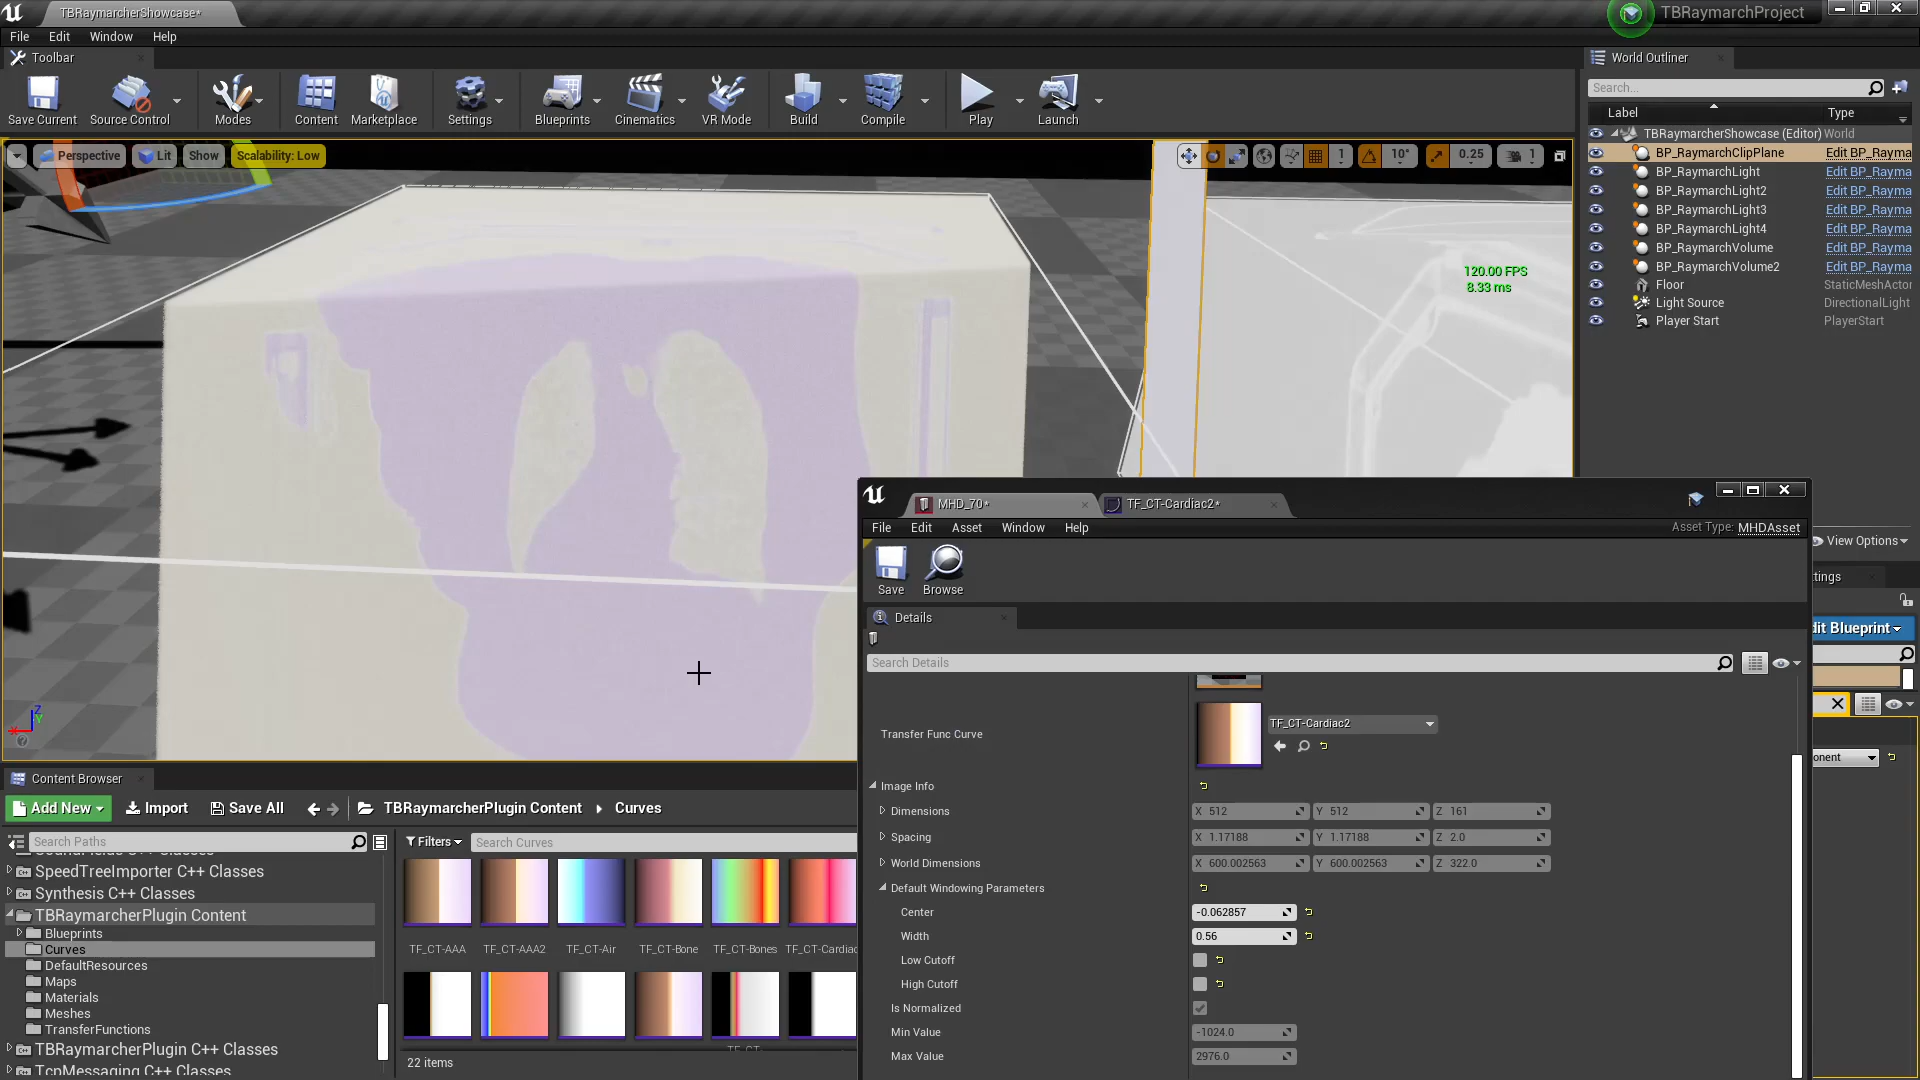 TBRaymarcherShowcase*
TBRaymarchProject
File Edit Window Help
Toolbar
World Outliner
Save Current Source Control Modes Content Marketplace Settings Blueprints Cinematics VR Mode Build Compile Play Launch
Search...
Label Type
Perspective Lit Show Scalability: Low
1 10° 0.25 1
TBRaymarcherShowcase (Editor) World
BP_RaymarchClipPlane Edit BP_Rayma
BP_RaymarchLight Edit BP_Rayma
BP_RaymarchLight2 Edit BP_Rayma
BP_RaymarchLight3 Edit BP_Rayma
BP_RaymarchLight4 Edit BP_Rayma
BP_RaymarchVolume Edit BP_Rayma
BP_RaymarchVolume2 Edit BP_Rayma
Floor StaticMeshActor
Light Source DirectionalLight
Player Start PlayerStart
120.00 FPS
8.33 ms
MHD_70*
TF_CT-Cardiac2*
File Edit Asset Window Help
Asset Type: MHDAsset
View Options
Save Browse
tings
Details
dit Blueprint
Search Details
Transfer Func Curve
TF_CT-Cardiac2
onent
Image Info
Dimensions X 512 Y 512 Z 161
Spacing X 1.17188 Y 1.17188 Z 2.0
World Dimensions X 600.002563 Y 600.002563 Z 322.0
Default Windowing Parameters
Center -0.062857
Width 0.56
Low Cutoff
High Cutoff
Is Normalized
Min Value -1024.0
Max Value 2976.0
Z
Y
X
Content Browser
Add New Import Save All TBRaymarcherPlugin Content Curves
Search Paths
Filters
Search Curves
SpeedTreeImporter C++ Classes
Synthesis C++ Classes
TBRaymarcherPlugin Content
Blueprints
Curves
DefaultResources
Maps
Materials
Meshes
TransferFunctions
TBRaymarcherPlugin C++ Classes
TcpMessaging C++ Classes
TF_CT-AAA TF_CT-AAA2 TF_CT-Air TF_CT-Bone TF_CT-Bones TF_CT-Cardiac
TF_CT-
22 items